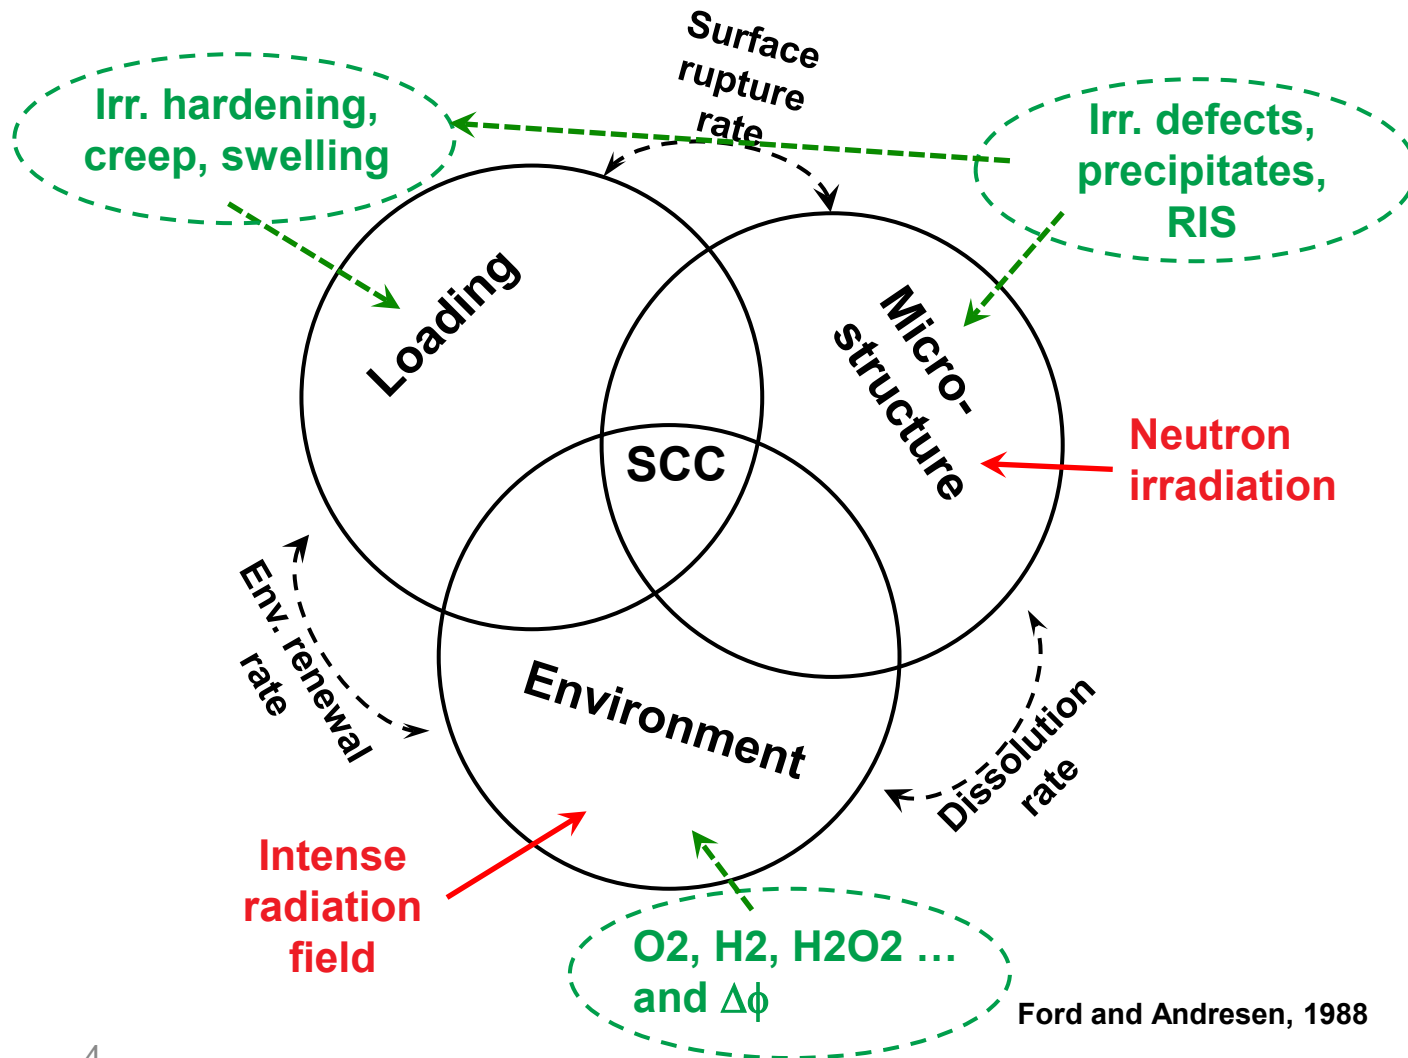 Surface
rupture
rate
Irr. hardening,
creep, swelling
Irr. defects,
precipitates,
RIS
Loading
Micro-
structure
SCC
Neutron
irradiation
Env. renewal
rate
Environment
Dissolution
rate
Intense
radiation
field
O2, H2, H2O2 …
and Δϕ
Ford and Andresen, 1988
4